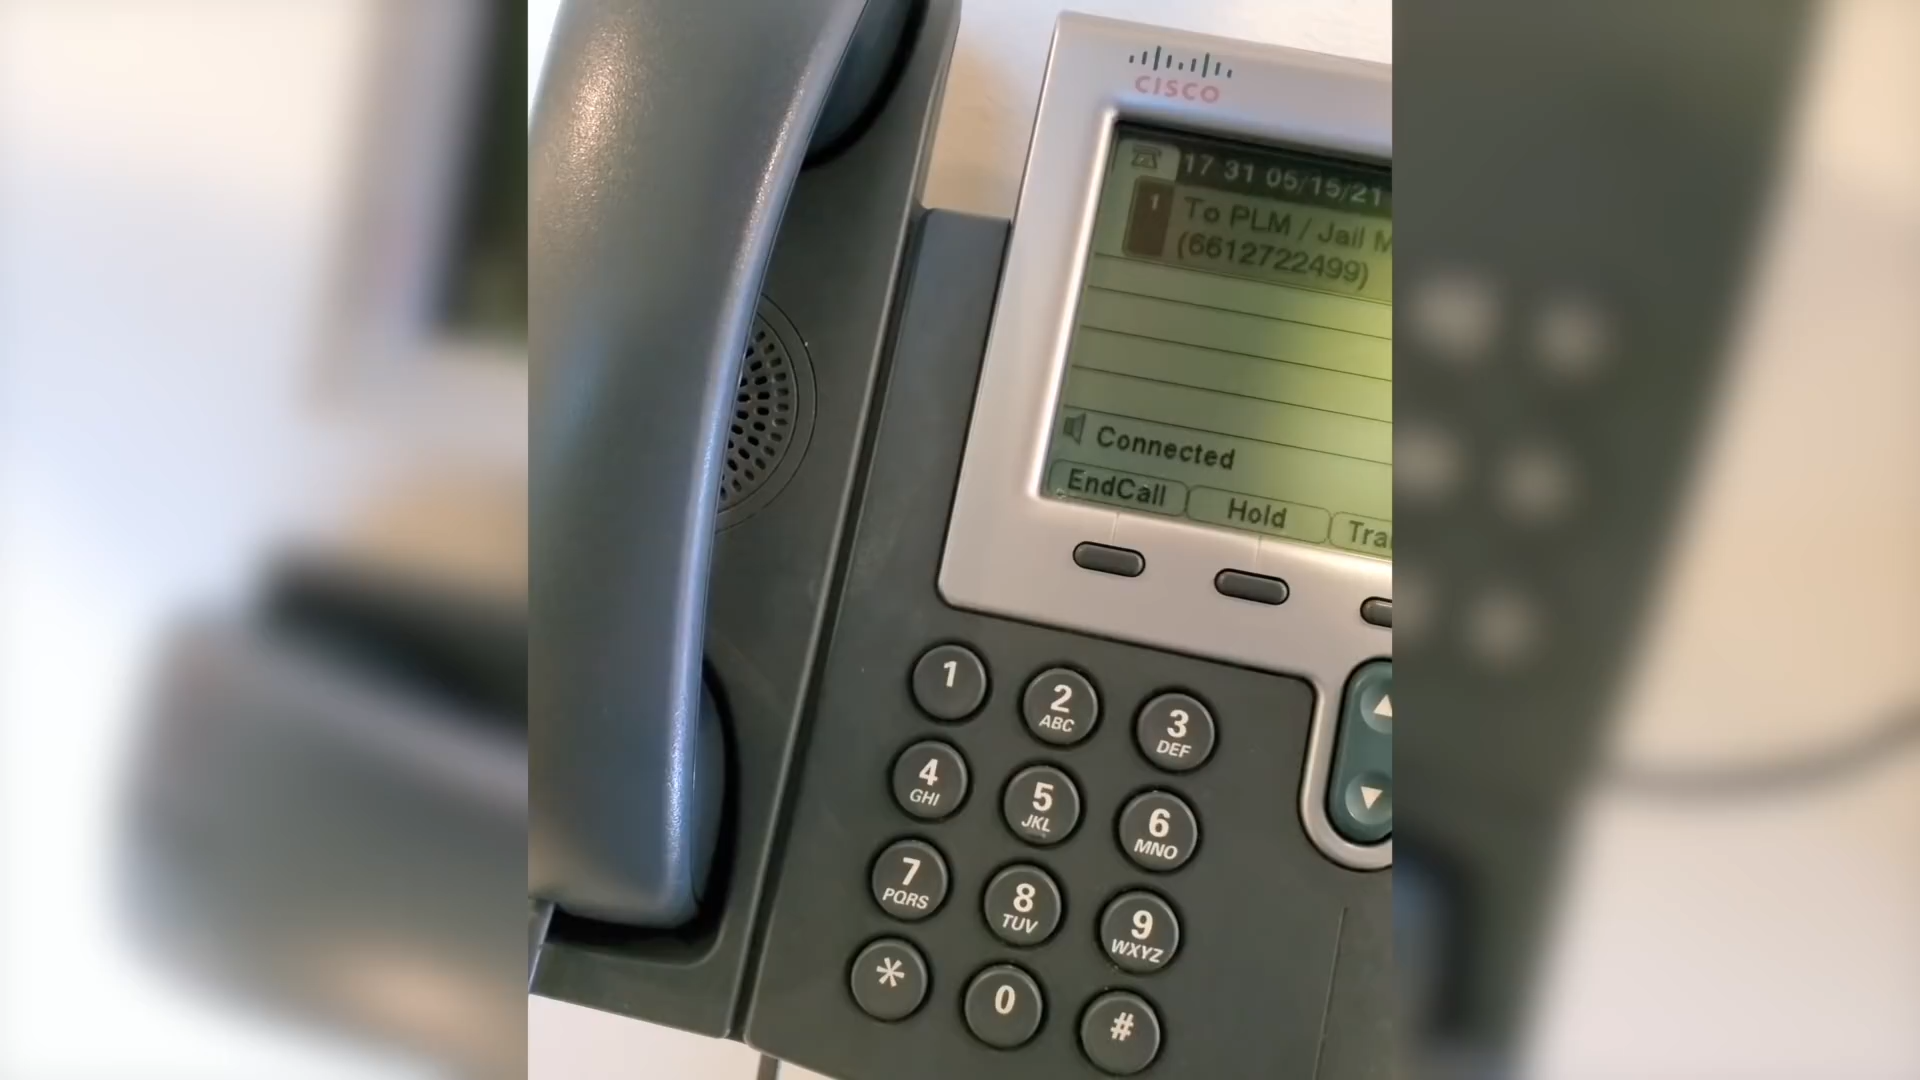 CISCO
17 31 05/15/21
1 To PLM / Jail M
(6612722499)
Connected
EndCall Hold Tra
1
2
ABC
3
DEF
4
GHI
5
JKL
6
MNO
7
PQRS
8
TUV
9
WXYZ
*
0
#